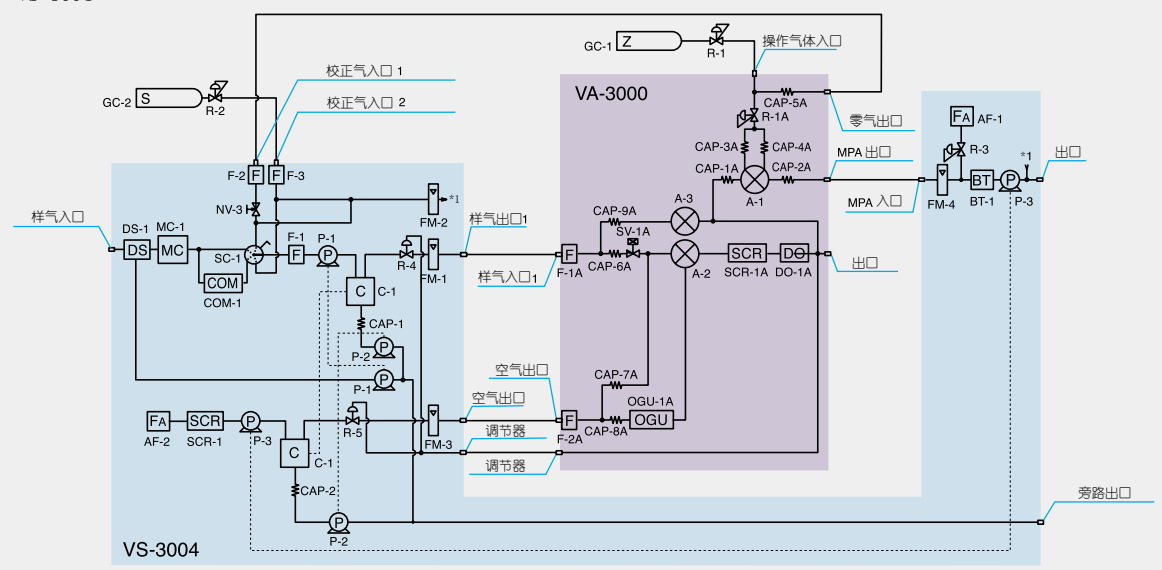 操作气体入口
GC-1
Z
R-1
校正气入口 1
校正气入口 2
GC-2
S
R-2
VA-3000
CAP-5A
零气出口
R-1A
FA
AF-1
R-3
*1
出口
CAP-3A
CAP-4A
MPA 出口
CAP-1A
CAP-2A
A-1
MPA 入口
FM-4
BT
BT-1
P
P-3
F-2
F
F
F-3
NV-3
FM-2
*1
样气入口
DS-1
MC-1
DS
MC
SC-1
COM
COM-1
F-1
F
P-1
P
R-4
FM-1
样气出口1
样气入口1
F
F-1A
CAP-9A
SV-1A
CAP-6A
A-3
A-2
SCR
SCR-1A
DO
DO-1A
出口
C
C-1
CAP-1
P
P-2
P
P-1
CAP-7A
OGU-1A
OGU
CAP-8A
F
F-2A
空气出口
空气出口
调节器
调节器
FA
AF-2
SCR
SCR-1
P
P-3
C
C-1
R-5
FM-3
CAP-2
P
P-2
旁路出口
VS-3004